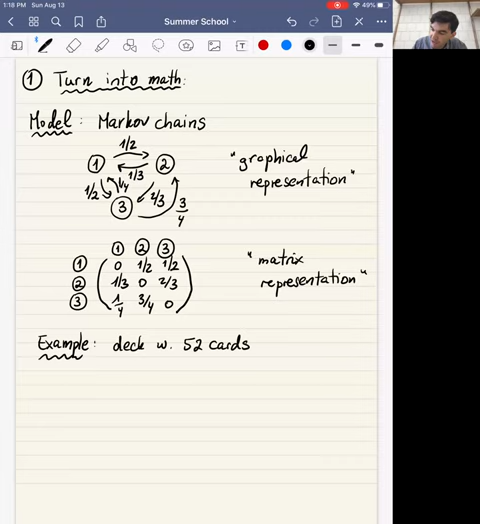 1:18 PM Sun Aug 13
49%
Summer School
① Turn into math:
Model: Markov chains
1/2
① ②
1/3
1/2 1/4 2/3
③
3/4
"graphical
representation"
① ② ③
① 0 1/2 1/2
② 1/3 0 2/3
③ 1/4 3/4 0
"matrix
representation"
Example: deck w. 52 cards